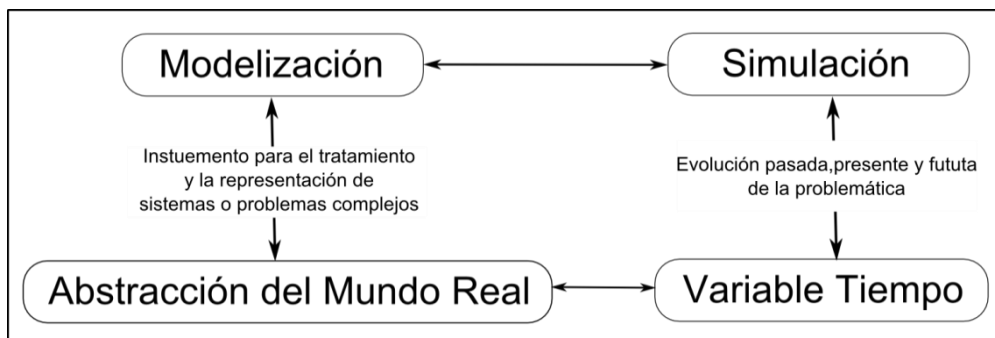 Modelización
Simulación
Instuemento para el tratamiento
y la representación de
sistemas o problemas complejos
Evolución pasada,presente y fututa
de la problemática
Abstracción del Mundo Real
Variable Tiempo